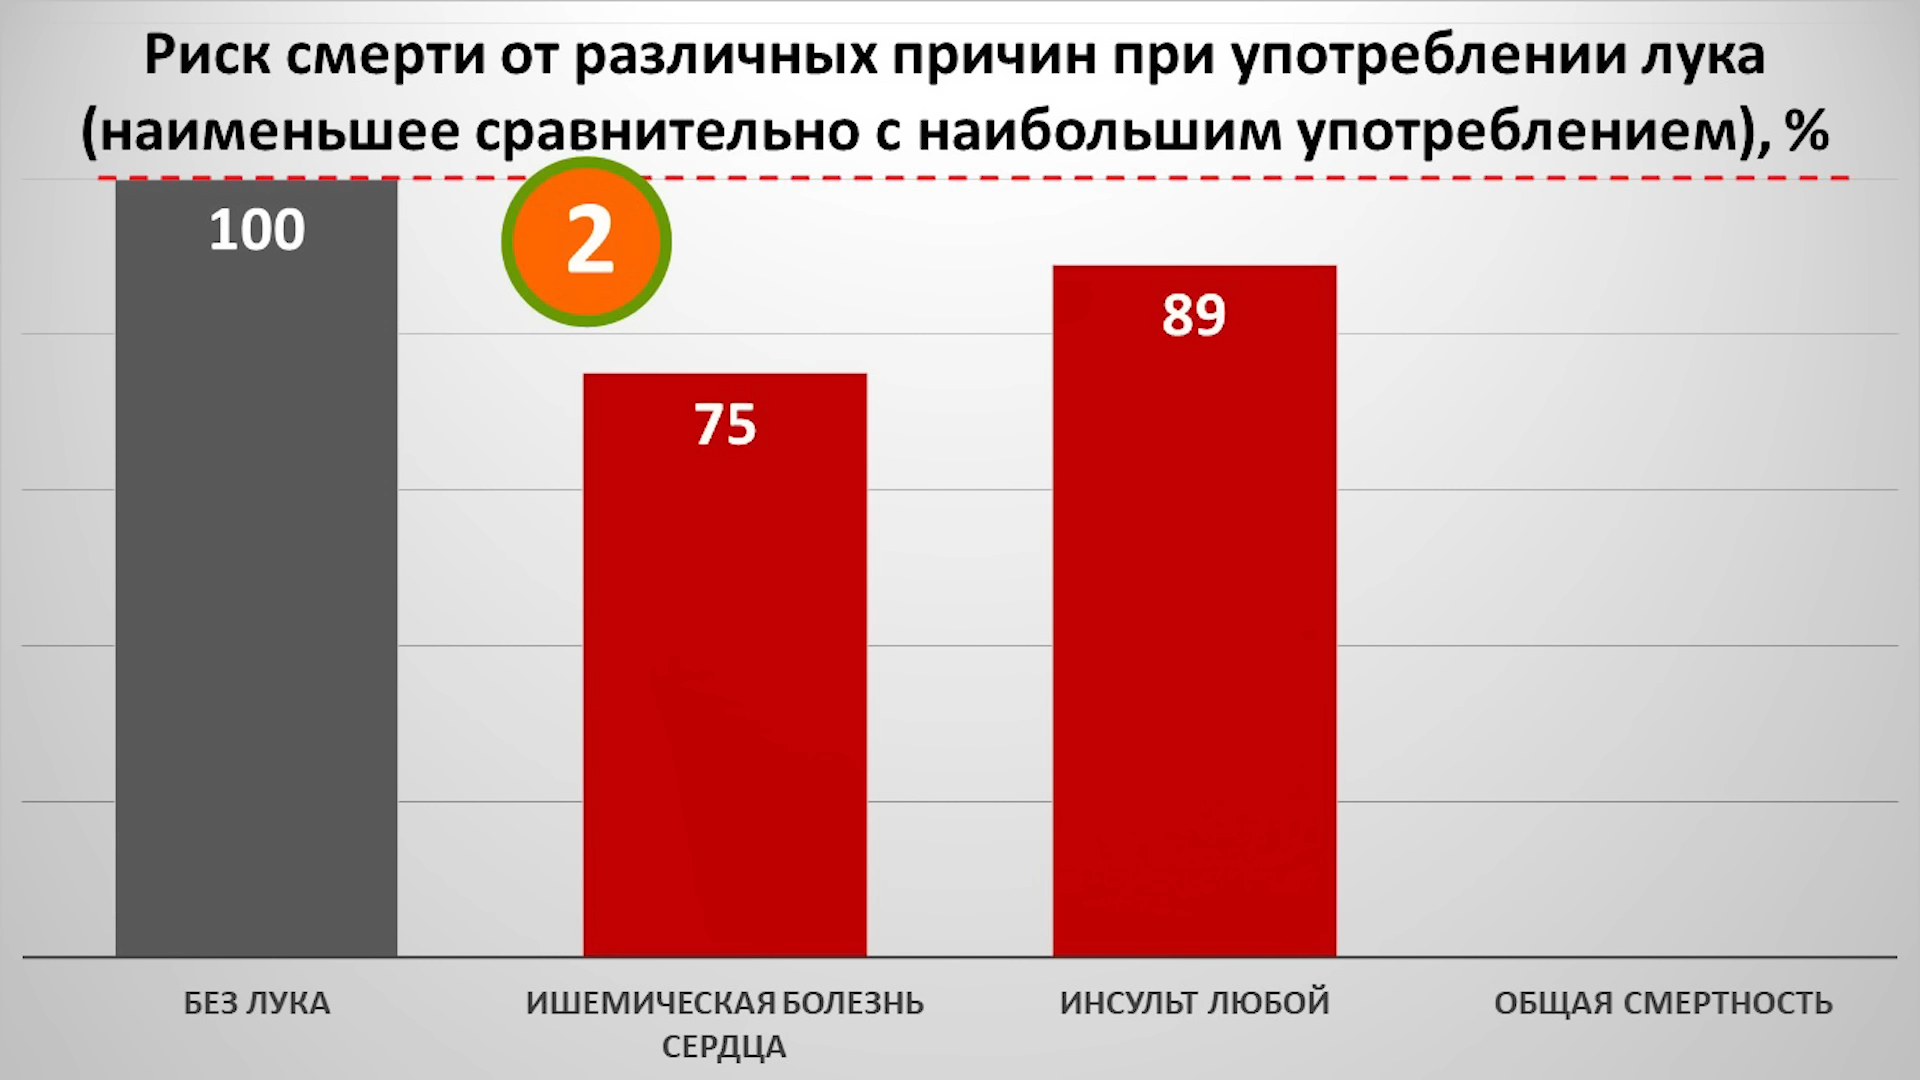 Риск смерти от различных причин при употреблении лука
(наименьшее сравнительно с наибольшим употреблением), %
100
2
75
89
БЕЗ ЛУКА
ИШЕМИЧЕСКАЯ БОЛЕЗНЬ
СЕРДЦА
ИНСУЛЬТ ЛЮБОЙ
ОБЩАЯ СМЕРТНОСТЬ